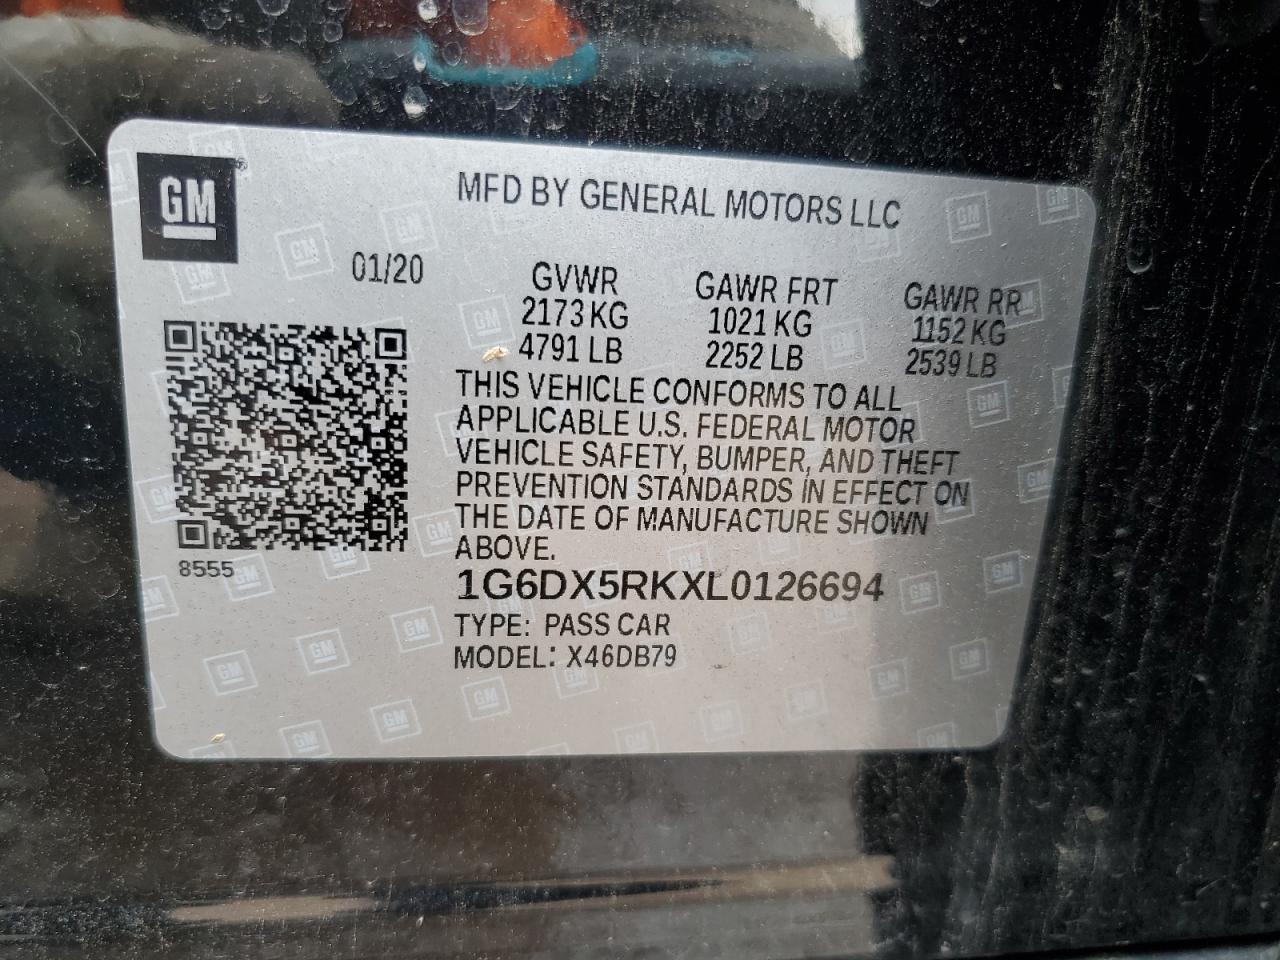 GM
MFD BY GENERAL MOTORS LLC
01/20
GVWR
2173 KG
4791 LB
GAWR FRT
1021 KG
2252 LB
GAWR RR
1152 KG
2539 LB
THIS VEHICLE CONFORMS TO ALL
APPLICABLE U.S. FEDERAL MOTOR
VEHICLE SAFETY, BUMPER, AND THEFT
PREVENTION STANDARDS IN EFFECT ON
THE DATE OF MANUFACTURE SHOWN
ABOVE.
8555
1G6DX5RKXL0126694
TYPE: PASS CAR
MODEL: X46DB79